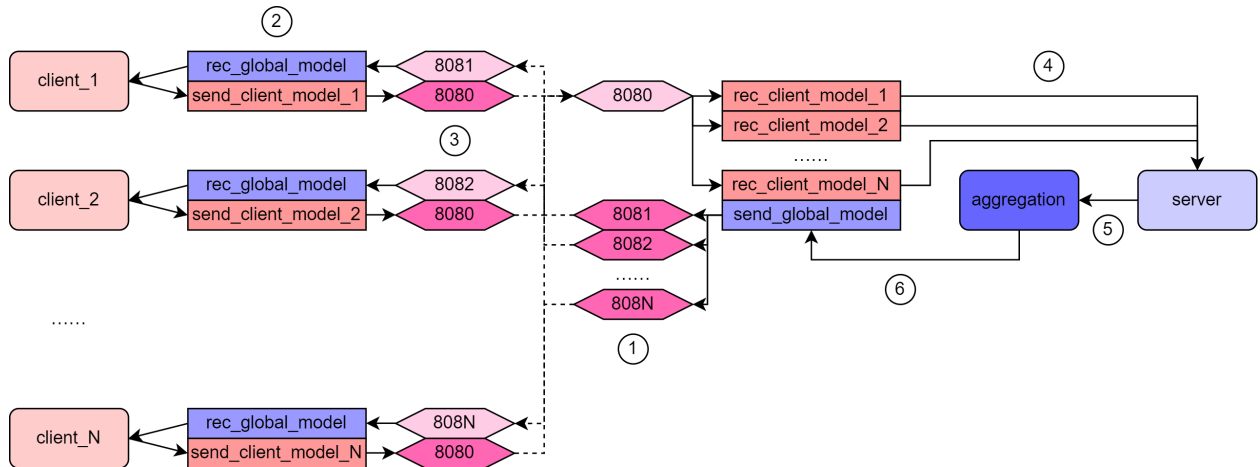 ②
client_1
rec_global_model
send_client_model_1
8081
8080
8080
rec_client_model_1
rec_client_model_2
......
rec_client_model_N
send_global_model
④
③
client_2
rec_global_model
send_client_model_2
8082
8080
8081
8082
......
808N
①
aggregation
⑤
server
⑥
......
client_N
rec_global_model
send_client_model_N
808N
8080